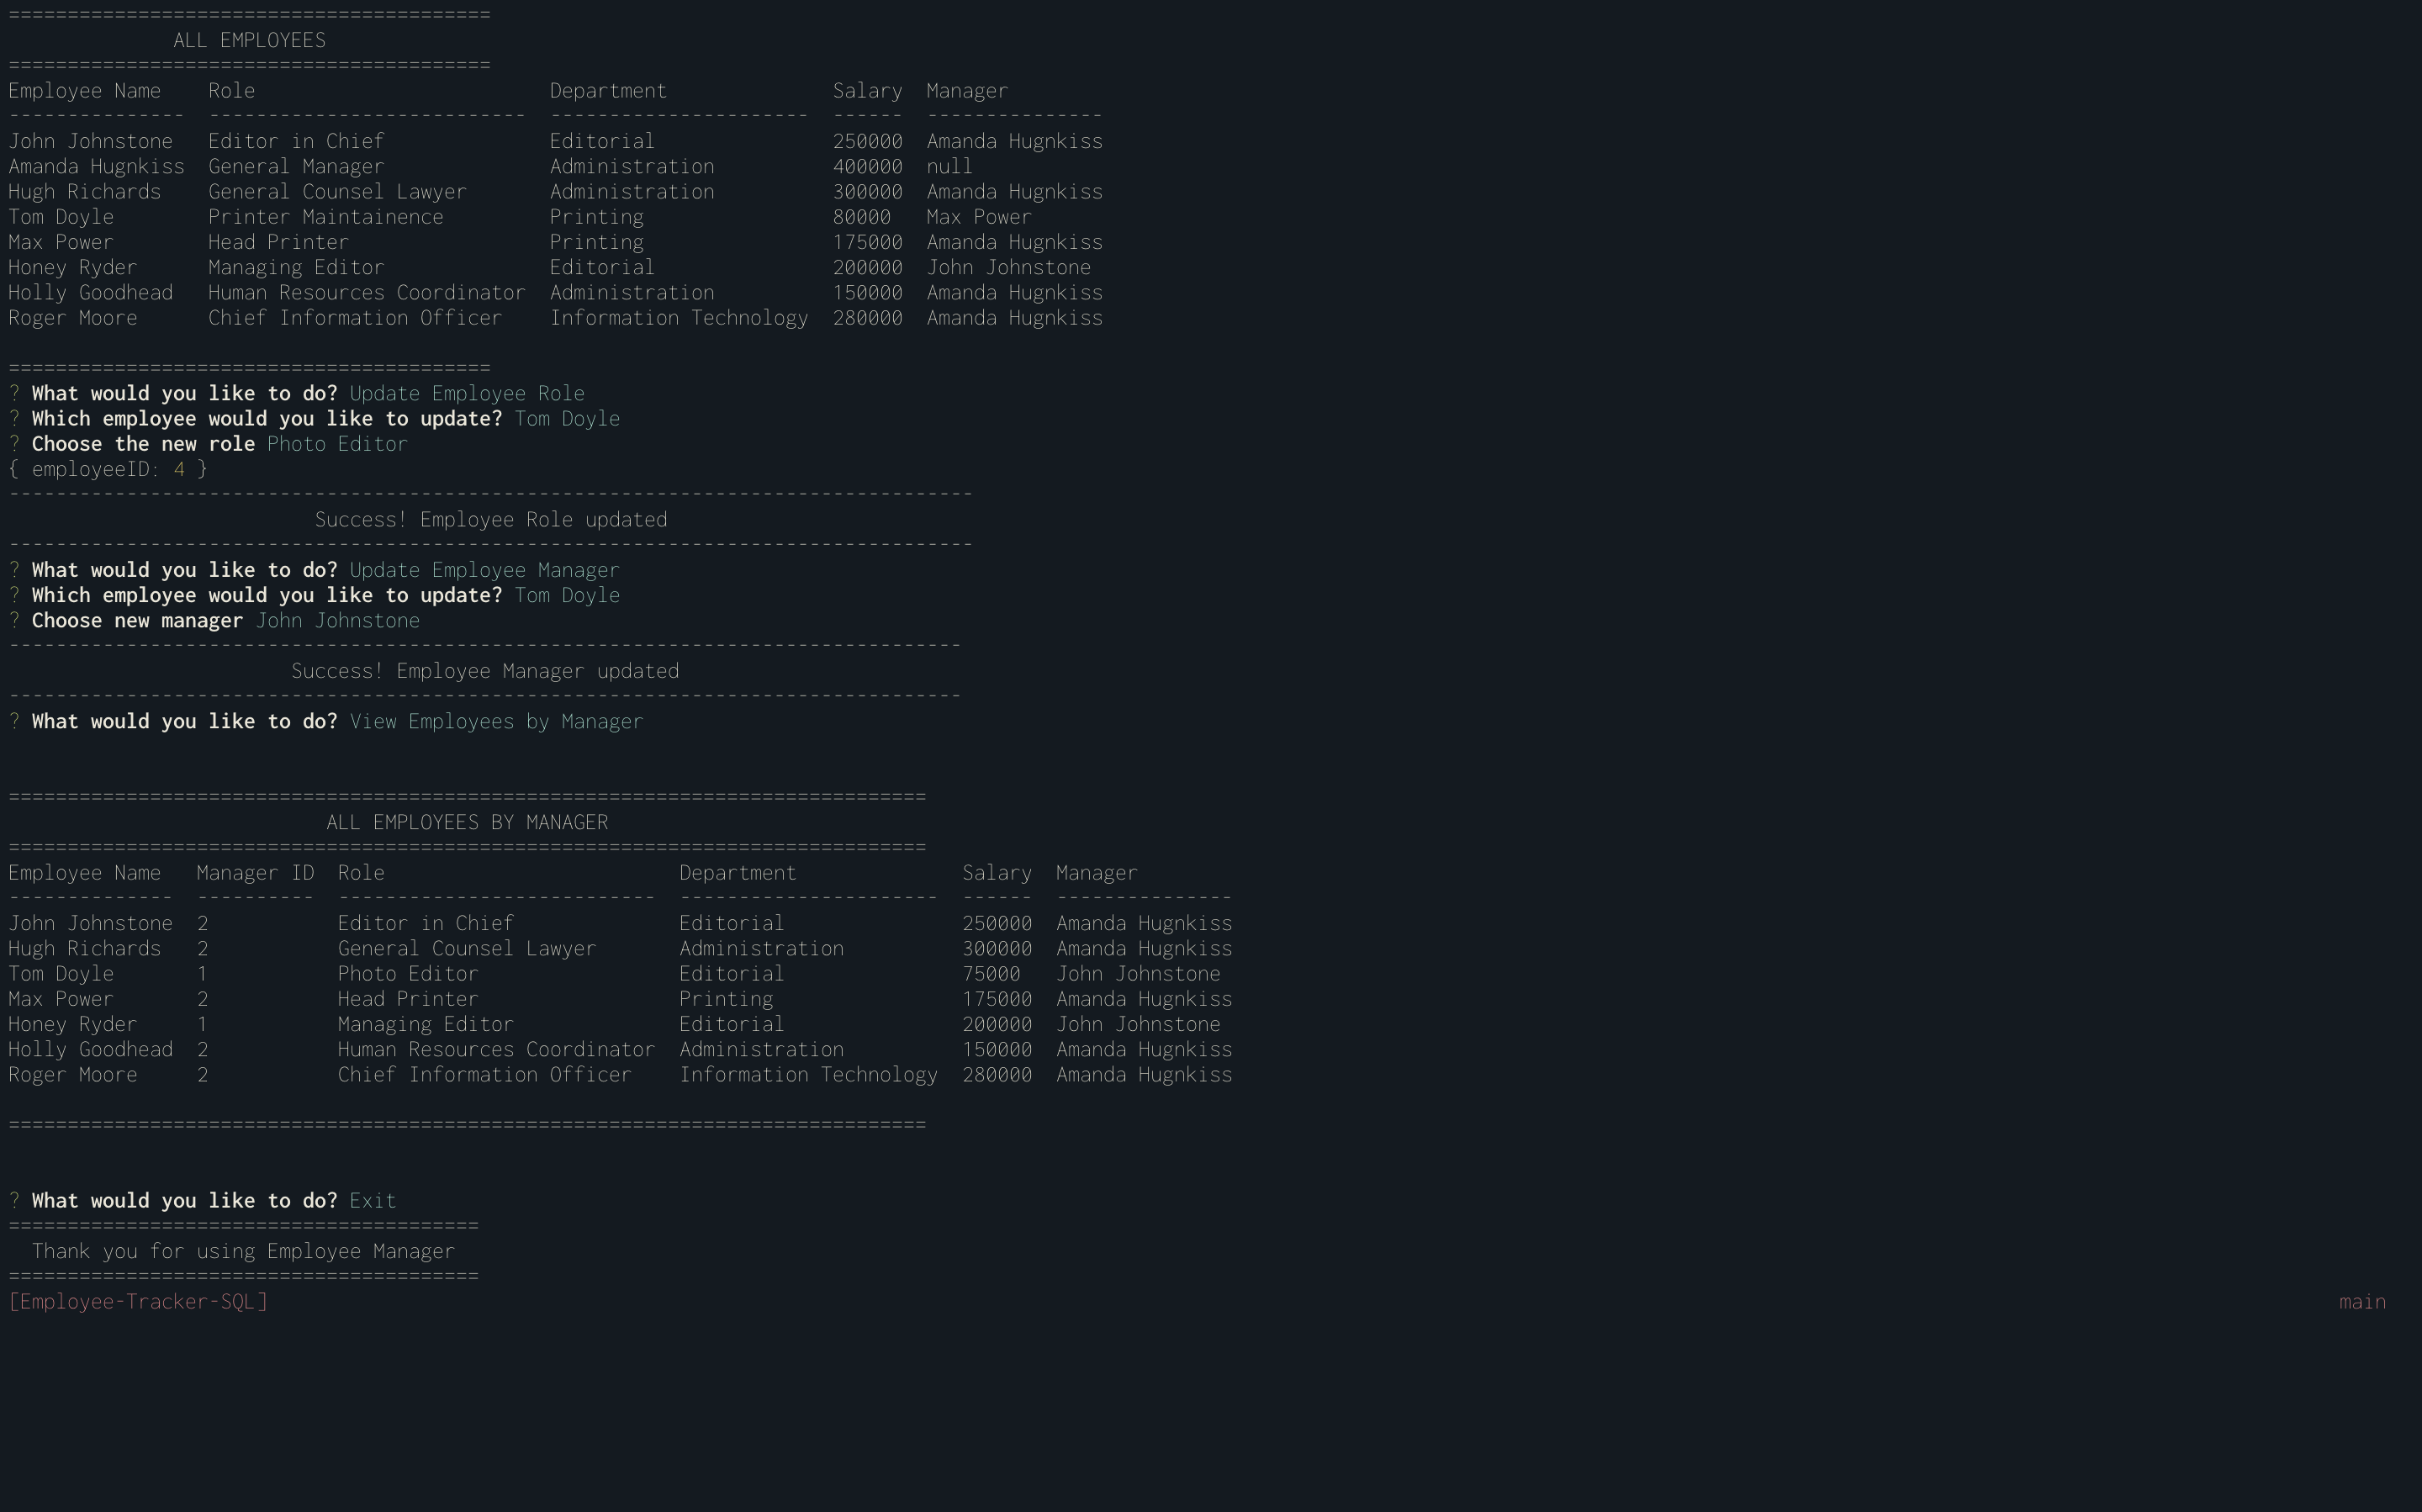 =========================================
              ALL EMPLOYEES
=========================================
Employee Name    Role                         Department              Salary  Manager
---------------  ---------------------------  ----------------------  ------  ---------------
John Johnstone   Editor in Chief              Editorial               250000  Amanda Hugnkiss
Amanda Hugnkiss  General Manager              Administration          400000  null
Hugh Richards    General Counsel Lawyer       Administration          300000  Amanda Hugnkiss
Tom Doyle        Printer Maintainence         Printing                80000   Max Power
Max Power        Head Printer                 Printing                175000  Amanda Hugnkiss
Honey Ryder      Managing Editor              Editorial               200000  John Johnstone
Holly Goodhead   Human Resources Coordinator  Administration          150000  Amanda Hugnkiss
Roger Moore      Chief Information Officer    Information Technology  280000  Amanda Hugnkiss
=========================================
? What would you like to do? Update Employee Role
? Which employee would you like to update? Tom Doyle
? Choose the new role Photo Editor
{ employeeID: 4 }
----------------------------------------------------------------------------------
                          Success! Employee Role updated
----------------------------------------------------------------------------------
? What would you like to do? Update Employee Manager
? Which employee would you like to update? Tom Doyle
? Choose new manager John Johnstone
---------------------------------------------------------------------------------
                        Success! Employee Manager updated
---------------------------------------------------------------------------------
? What would you like to do? View Employees by Manager
==============================================================================
                           ALL EMPLOYEES BY MANAGER
==============================================================================
Employee Name   Manager ID  Role                         Department              Salary  Manager
--------------  ----------  ---------------------------  ----------------------  ------  ---------------
John Johnstone  2           Editor in Chief              Editorial               250000  Amanda Hugnkiss
Hugh Richards   2           General Counsel Lawyer       Administration          300000  Amanda Hugnkiss
Tom Doyle       1           Photo Editor                 Editorial               75000   John Johnstone
Max Power       2           Head Printer                 Printing                175000  Amanda Hugnkiss
Honey Ryder     1           Managing Editor              Editorial               200000  John Johnstone
Holly Goodhead  2           Human Resources Coordinator  Administration          150000  Amanda Hugnkiss
Roger Moore     2           Chief Information Officer    Information Technology  280000  Amanda Hugnkiss
==============================================================================
? What would you like to do? Exit
========================================
  Thank you for using Employee Manager
========================================
[Employee-Tracker-SQL] main